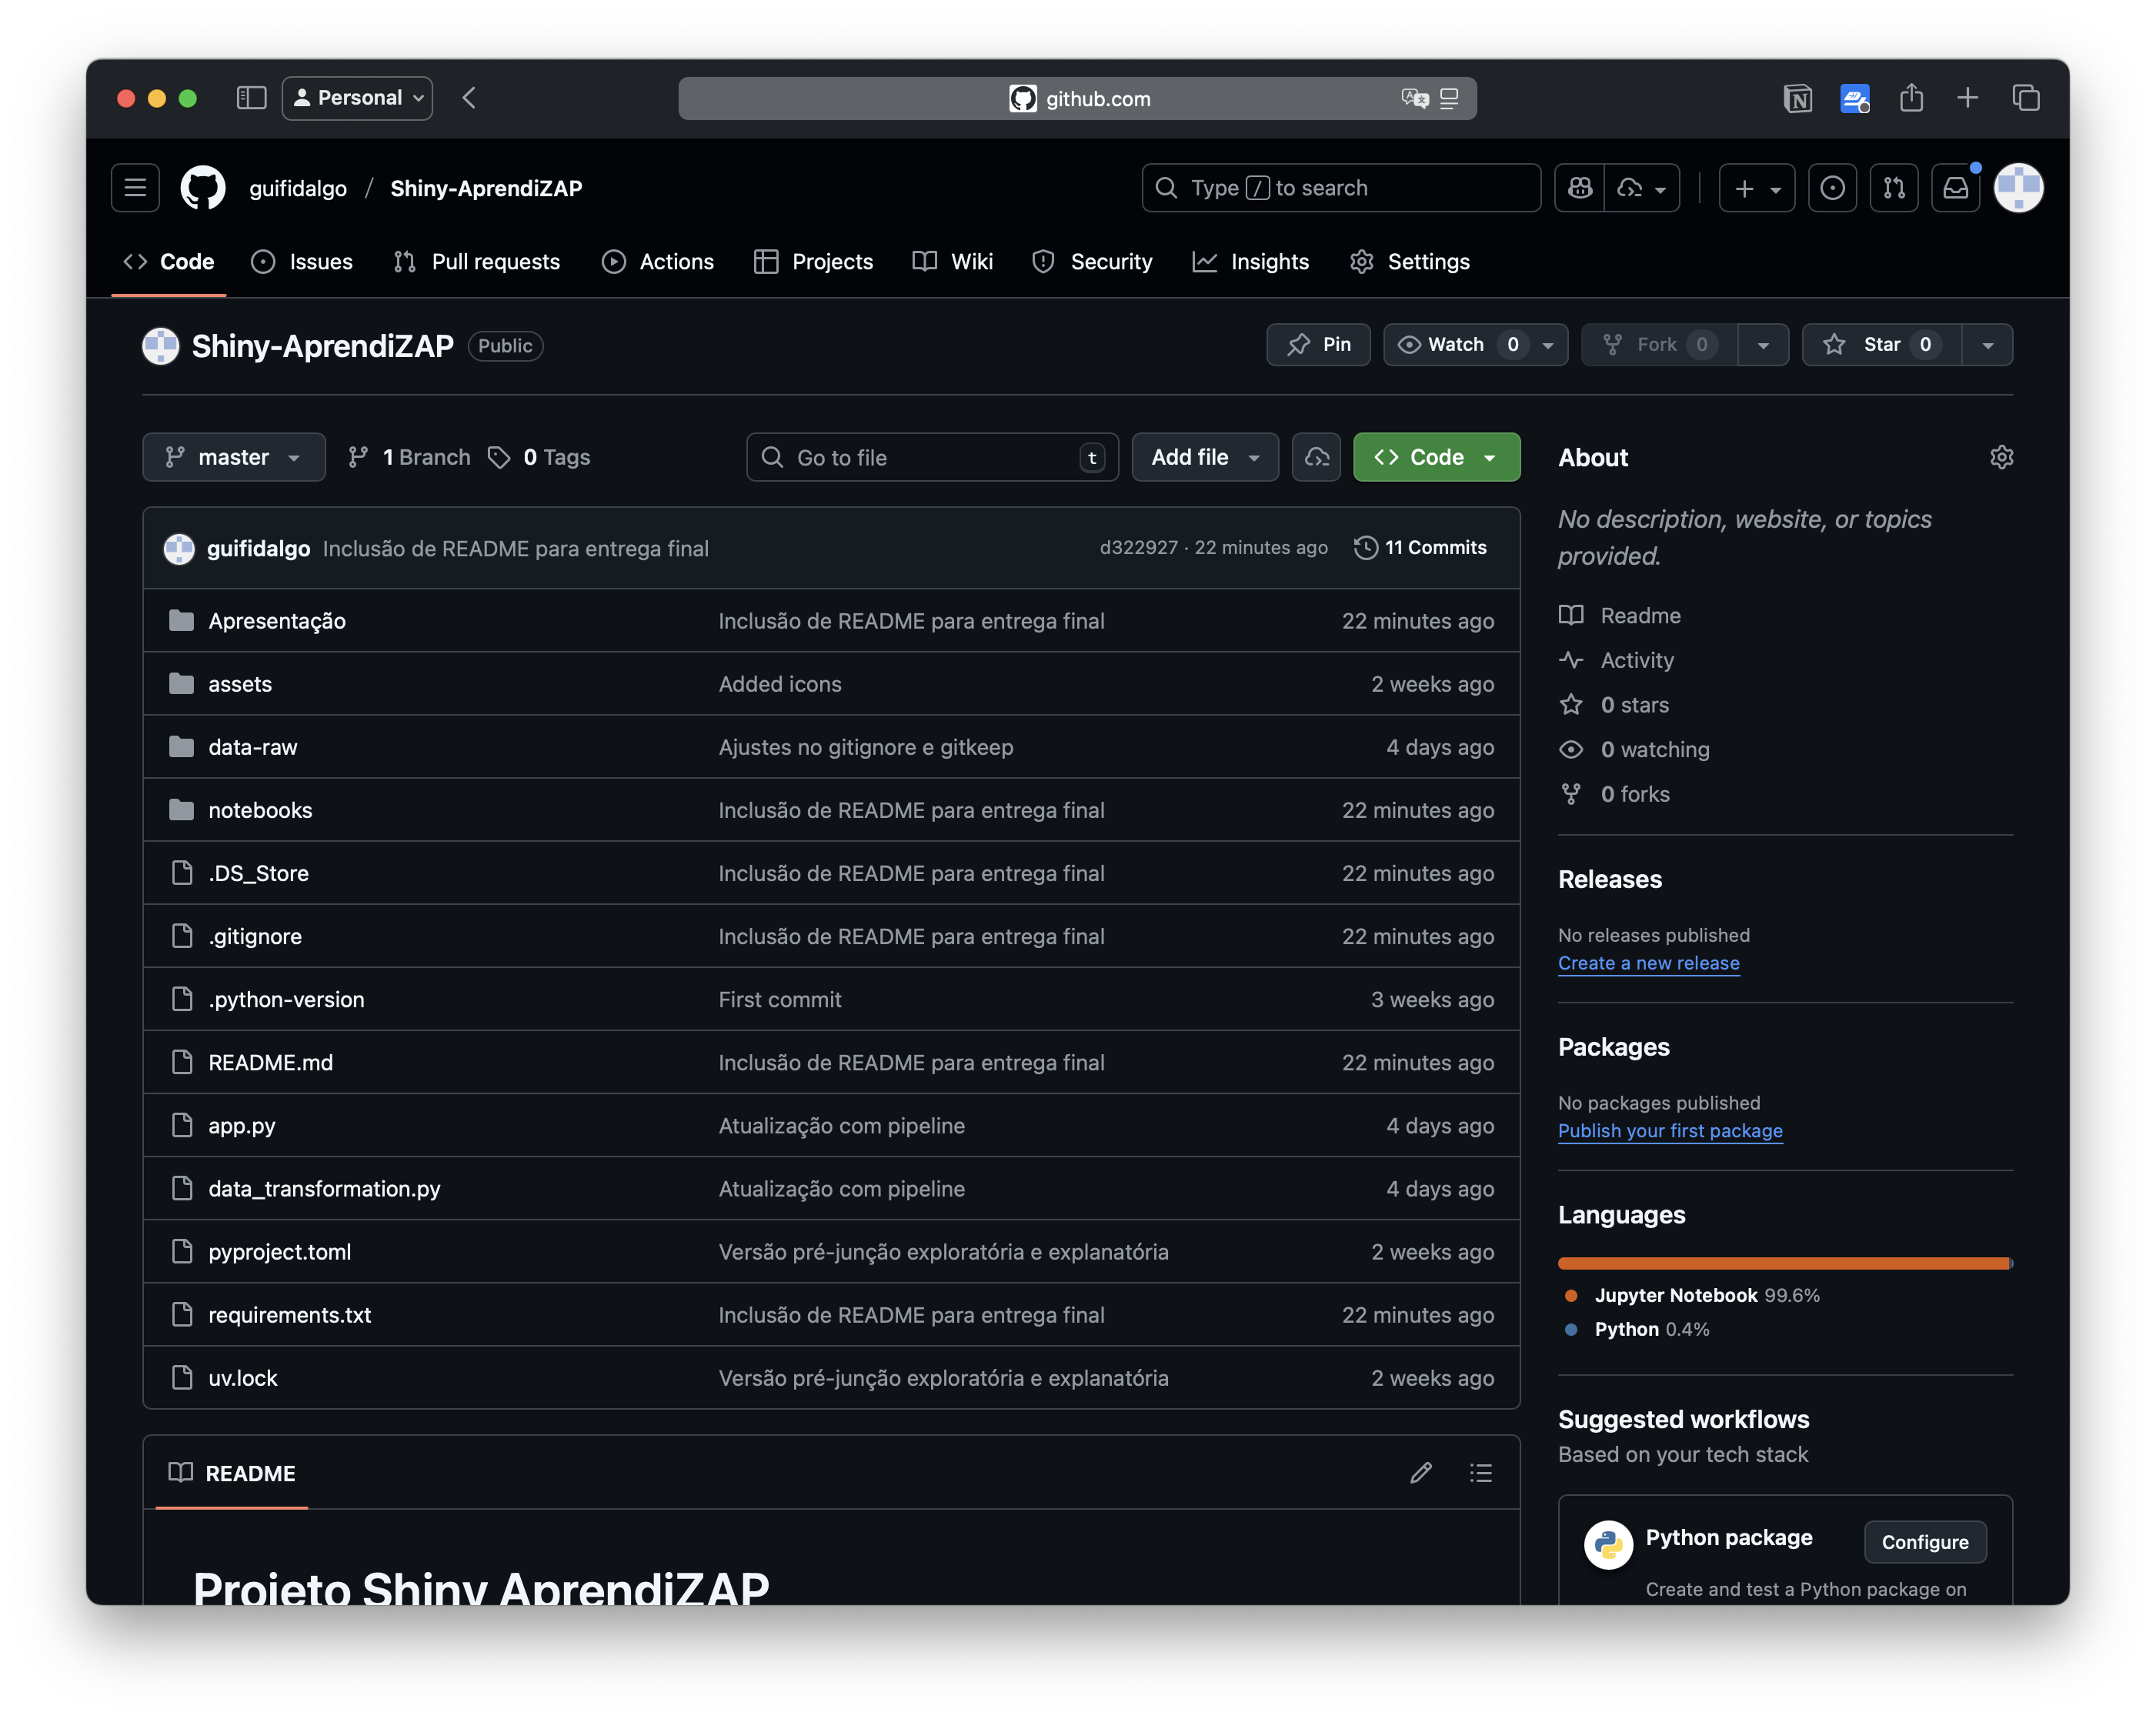 Personal
github.com
guifidalgo / Shiny-AprendiZAP
Type / to search
Code Issues Pull requests Actions Projects Wiki Security Insights Settings
Shiny-AprendiZAP Public
Pin Watch 0 Fork 0 Star 0
master 1 Branch 0 Tags
Go to file t Add file Code
guifidalgo Inclusão de README para entrega final d322927 · 22 minutes ago 11 Commits
Apresentação Inclusão de README para entrega final 22 minutes ago
assets Added icons 2 weeks ago
data-raw Ajustes no gitignore e gitkeep 4 days ago
notebooks Inclusão de README para entrega final 22 minutes ago
.DS_Store Inclusão de README para entrega final 22 minutes ago
.gitignore Inclusão de README para entrega final 22 minutes ago
.python-version First commit 3 weeks ago
README.md Inclusão de README para entrega final 22 minutes ago
app.py Atualização com pipeline 4 days ago
data_transformation.py Atualização com pipeline 4 days ago
pyproject.toml Versão pré-junção exploratória e explanatória 2 weeks ago
requirements.txt Inclusão de README para entrega final 22 minutes ago
uv.lock Versão pré-junção exploratória e explanatória 2 weeks ago
README
Projeto Shiny AprendiZAP
About
No description, website, or topics
provided.
Readme
Activity
0 stars
0 watching
0 forks
Releases
No releases published
Create a new release
Packages
No packages published
Publish your first package
Languages
Jupyter Notebook 99.6%
Python 0.4%
Suggested workflows
Based on your tech stack
Python package Configure
Create and test a Python package on